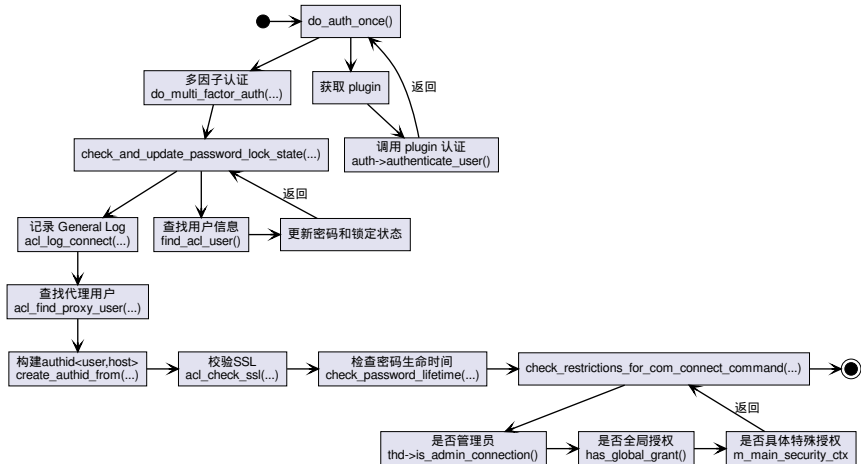 do_auth_once()
多因子认证
do_multi_factor_auth(...)
获取 plugin
返回
调用 plugin 认证
auth->authenticate_user()
check_and_update_password_lock_state(...)
返回
记录 General Log
acl_log_connect(...)
查找用户信息
find_acl_user()
更新密码和锁定状态
查找代理用户
acl_find_proxy_user(...)
构建authid<user,host>
create_authid_from(...)
校验SSL
acl_check_ssl(...)
检查密码生命时间
check_password_lifetime(...)
check_restrictions_for_com_connect_command(...)
返回
是否管理员
thd->is_admin_connection()
是否全局授权
has_global_grant()
是否具体特殊授权
m_main_security_ctx